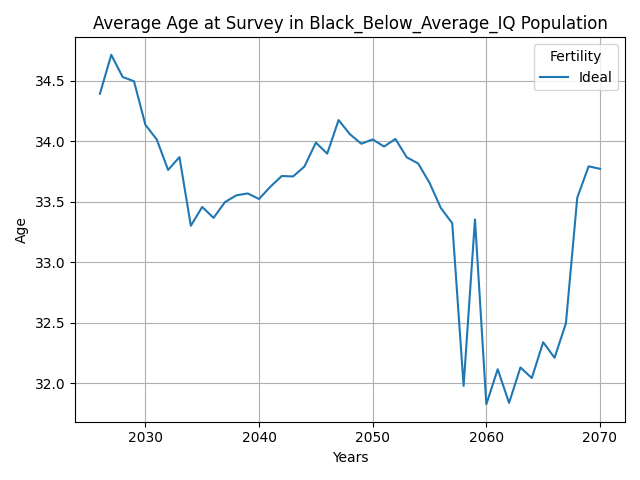 Average Age at Survey in Black_Below_Average_IQ Population
Fertility
Ideal
34.5
34.0
33.5
33.0
32.5
32.0
Age
2030 2040 2050 2060 2070
Years